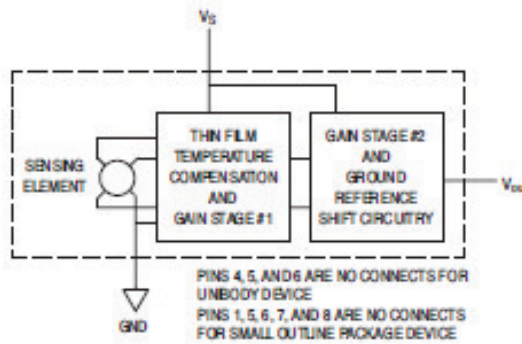 VS
THIN FILM
TEMPERATURE
COMPENSATION
AND
GAIN STAGE #1
GAIN STAGE #2
AND
GROUND
REFERENCE
SHIFT CIRCUITRY
SENSING
ELEMENT
GND
PINS 4, 5, AND 6 ARE NO CONNECTS FOR
UNIBODY DEVICE
PINS 1, 5, 6, 7, AND 8 ARE NO CONNECTS
FOR SMALL OUTLINE PACKAGE DEVICE